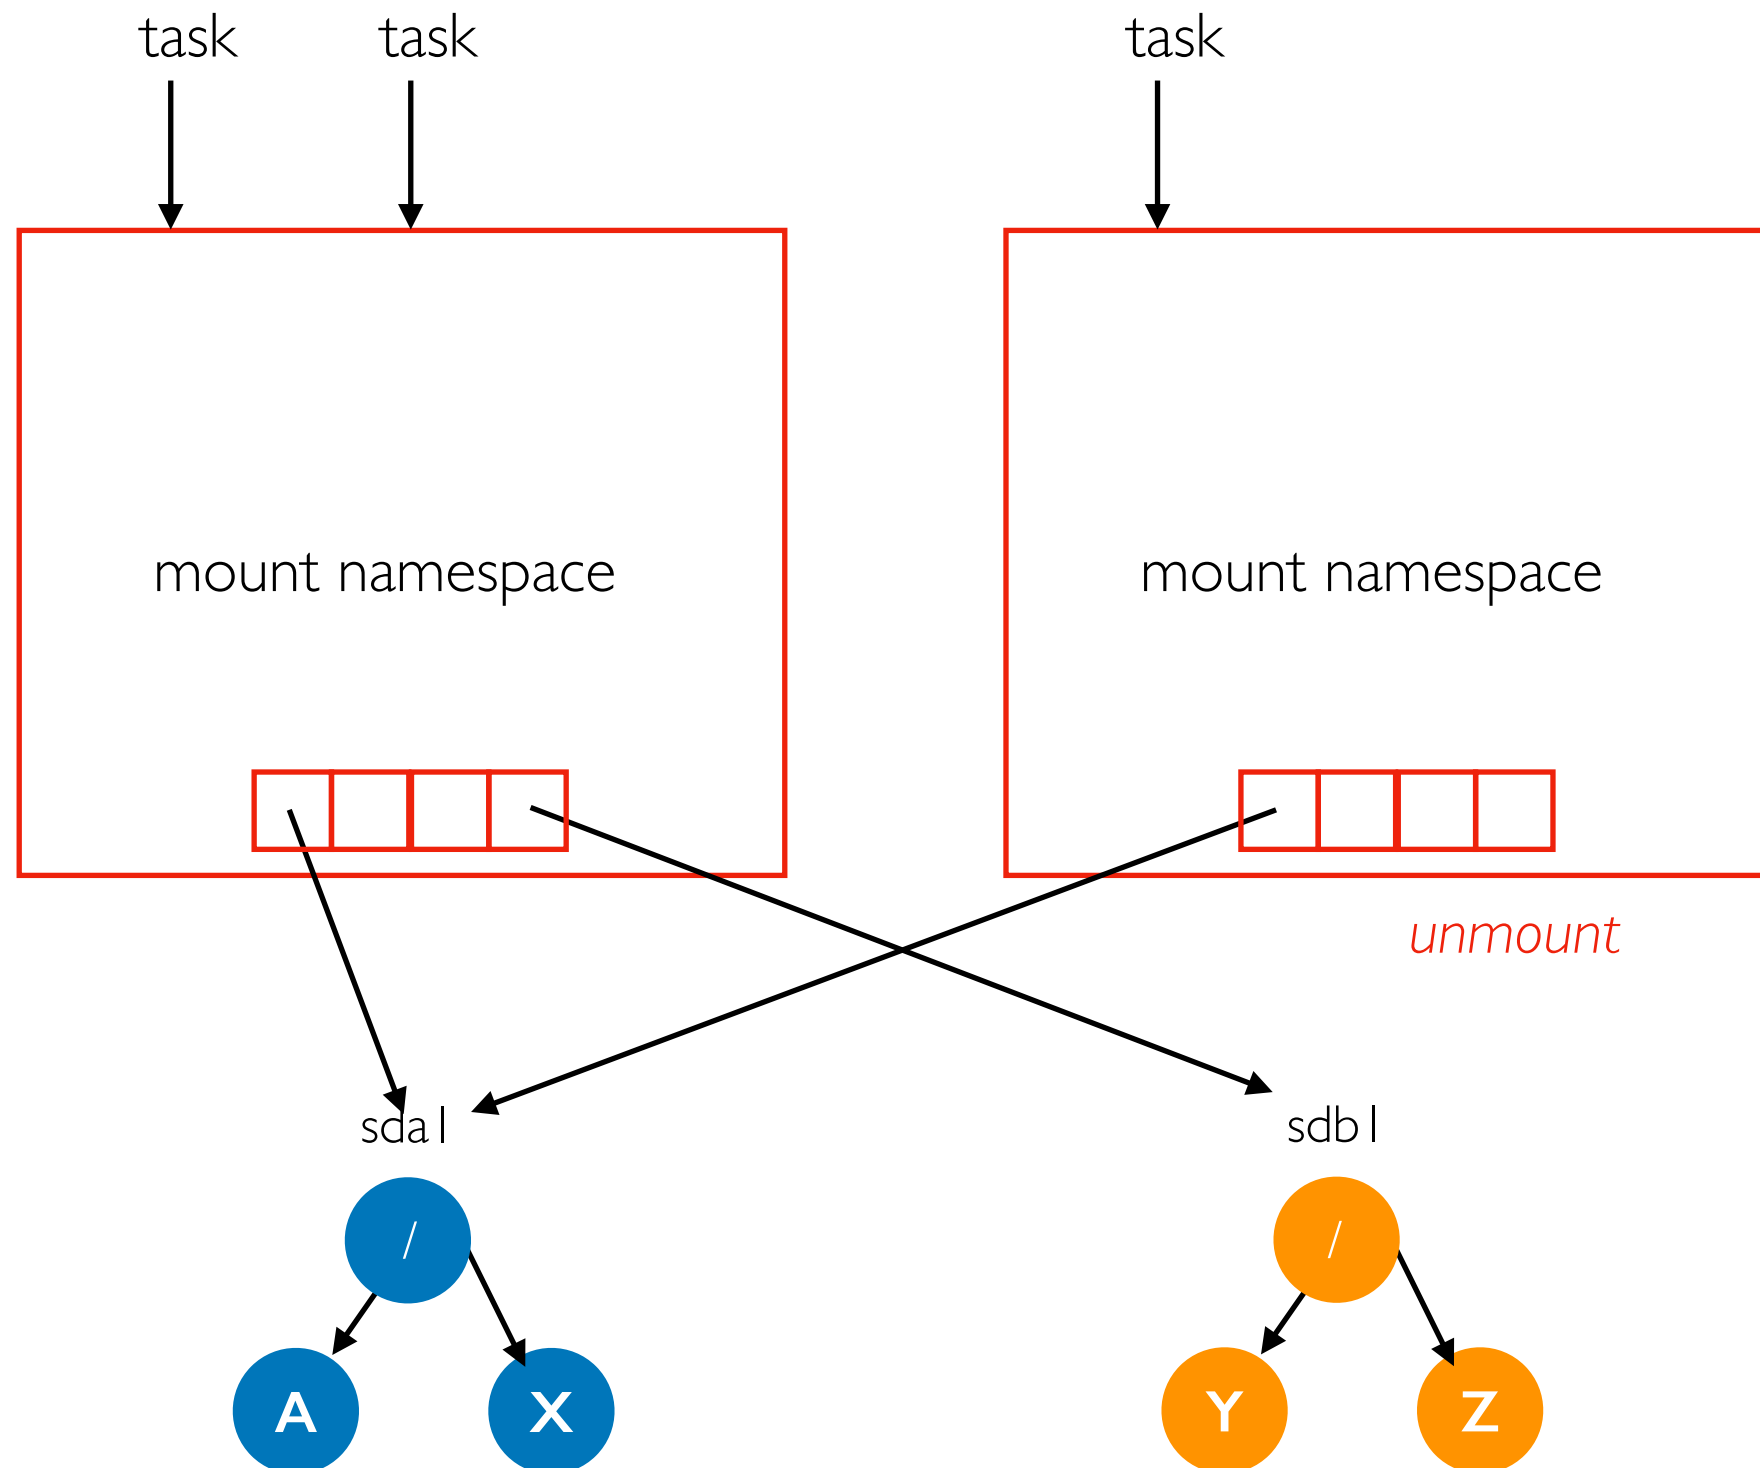 task task task
mount namespace mount namespace
unmount
sda1 sdb1
/ /
A X Y Z